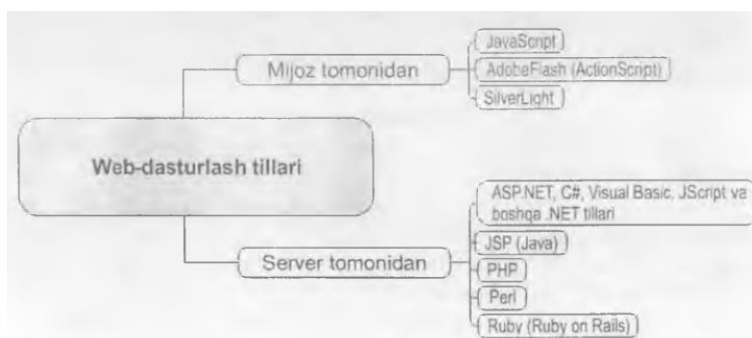 Web-dasturlash tillari
Mijoz tomonidan
JavaScript
AdobeFlash (ActionScript)
SilverLight
Server tomonidan
ASP.NET, C#, Visual Basic, JScript va
boshqa .NET tillari
JSP (Java)
PHP
Perl
Ruby (Ruby on Rails)